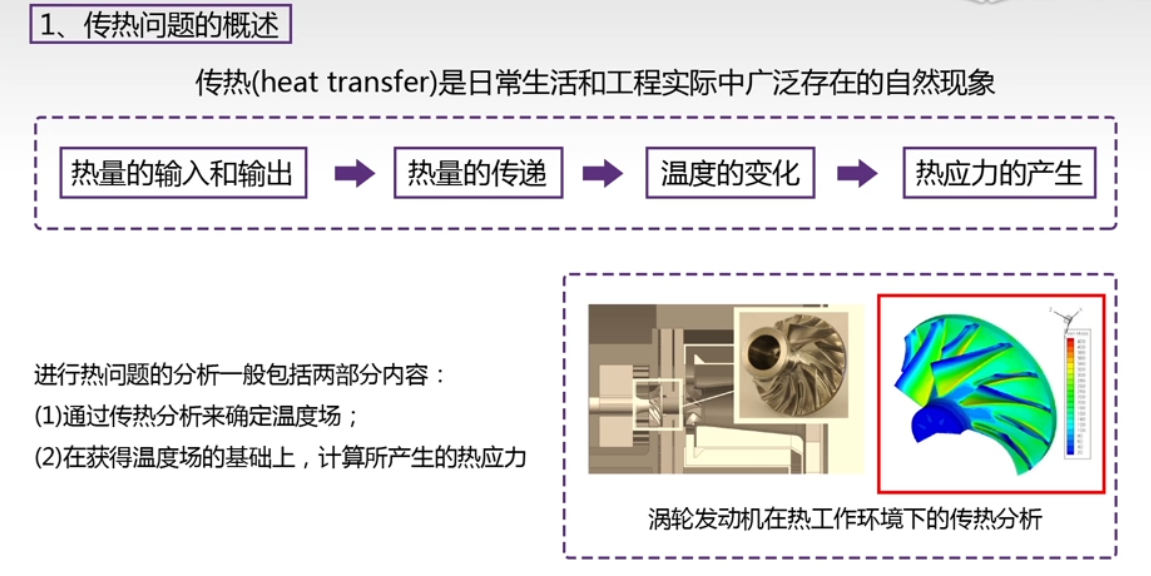 1、传热问题的概述
传热(heat transfer)是日常生活和工程实际中广泛存在的自然现象
热量的输入和输出
热量的传递
温度的变化
热应力的产生
进行热问题的分析一般包括两部分内容：
(1)通过传热分析来确定温度场；
(2)在获得温度场的基础上，计算所产生的热应力
涡轮发动机在热工作环境下的传热分析